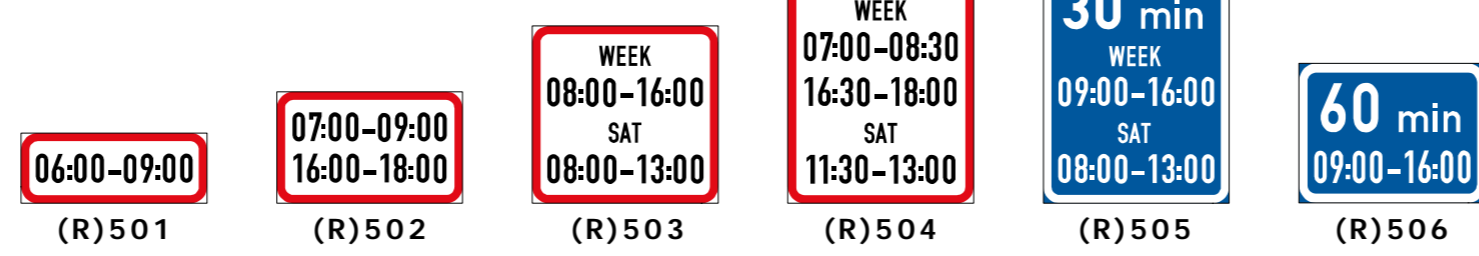 06:00–09:00
(R)501
07:00–09:00
16:00–18:00
(R)502
WEEK
08:00–16:00
SAT
08:00–13:00
(R)503
WEEK
07:00–08:30
16:30–18:00
SAT
11:30–13:00
(R)504
30 min
WEEK
09:00–16:00
SAT
08:00–13:00
(R)505
60 min
09:00–16:00
(R)506